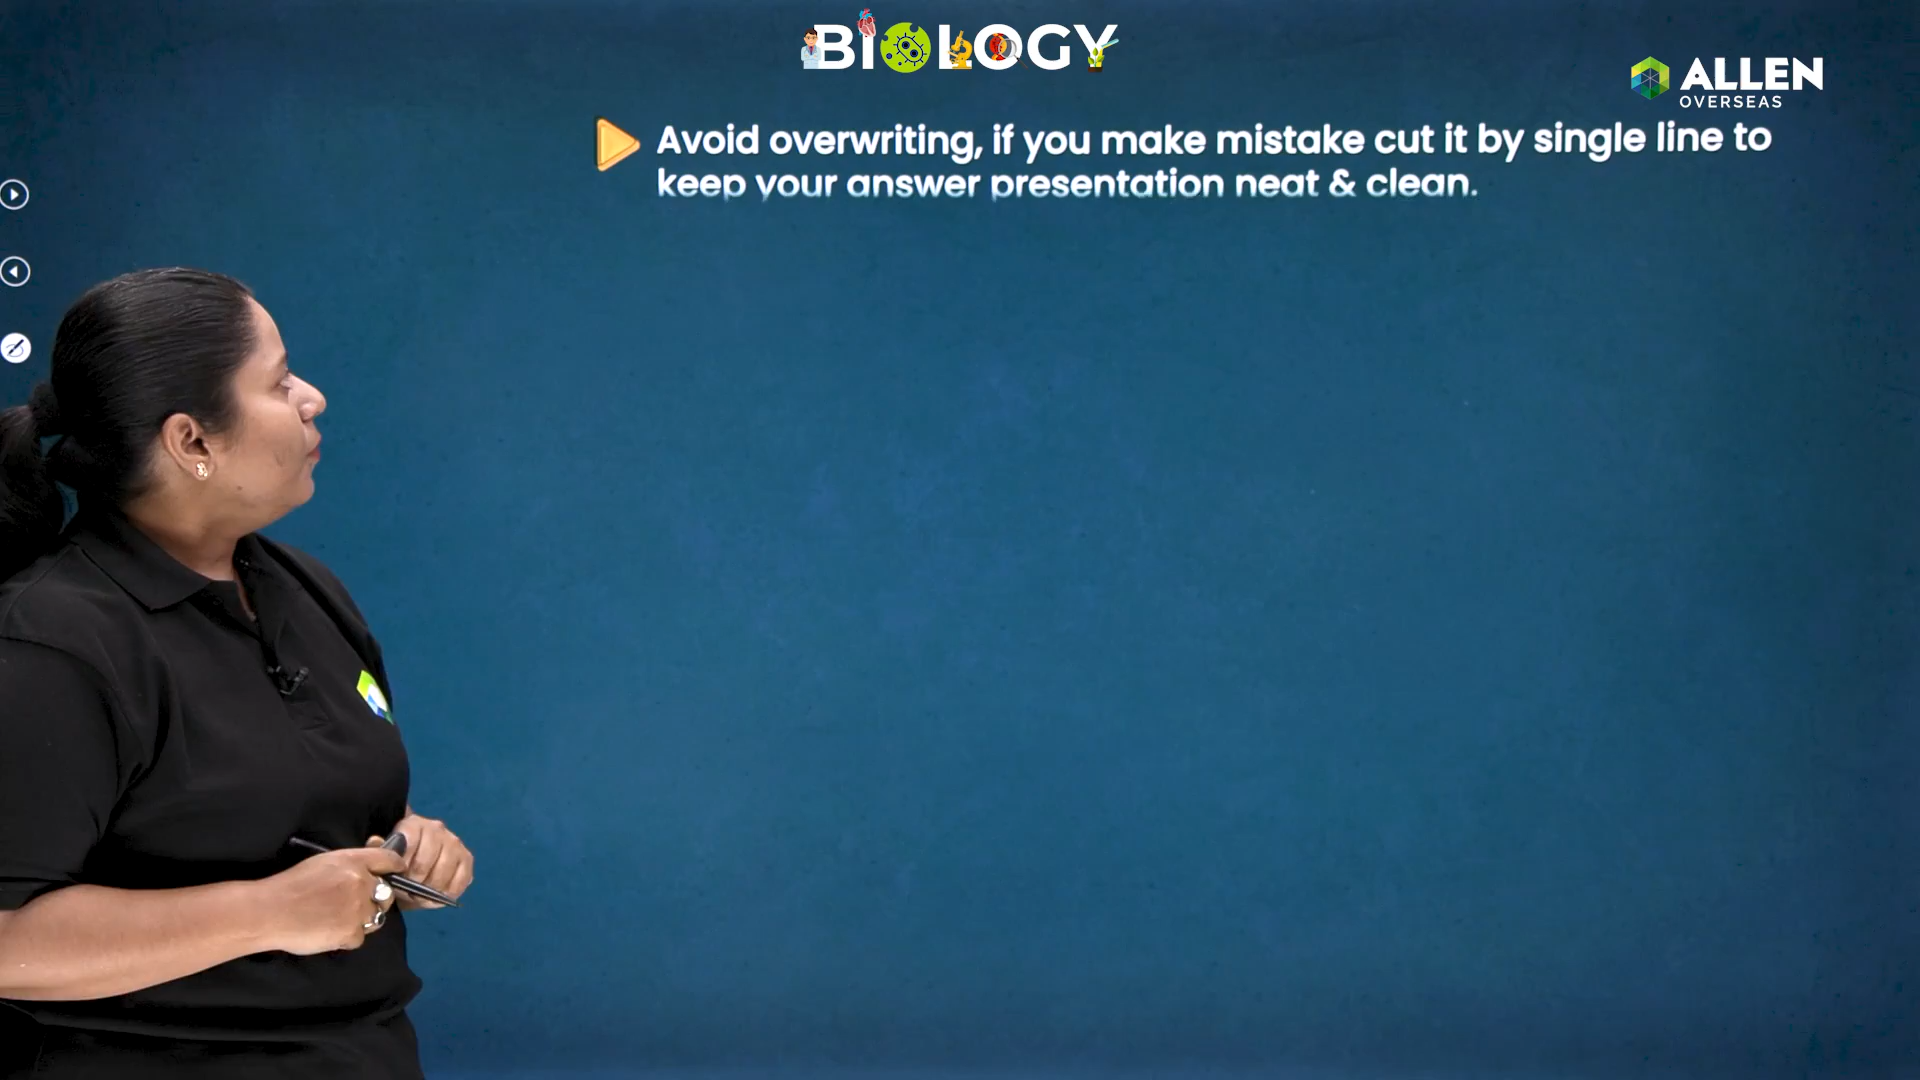 BIOLOGY
ALLEN
OVERSEAS
Avoid overwriting, if you make mistake cut it by single line to
keep your answer presentation neat & clean.